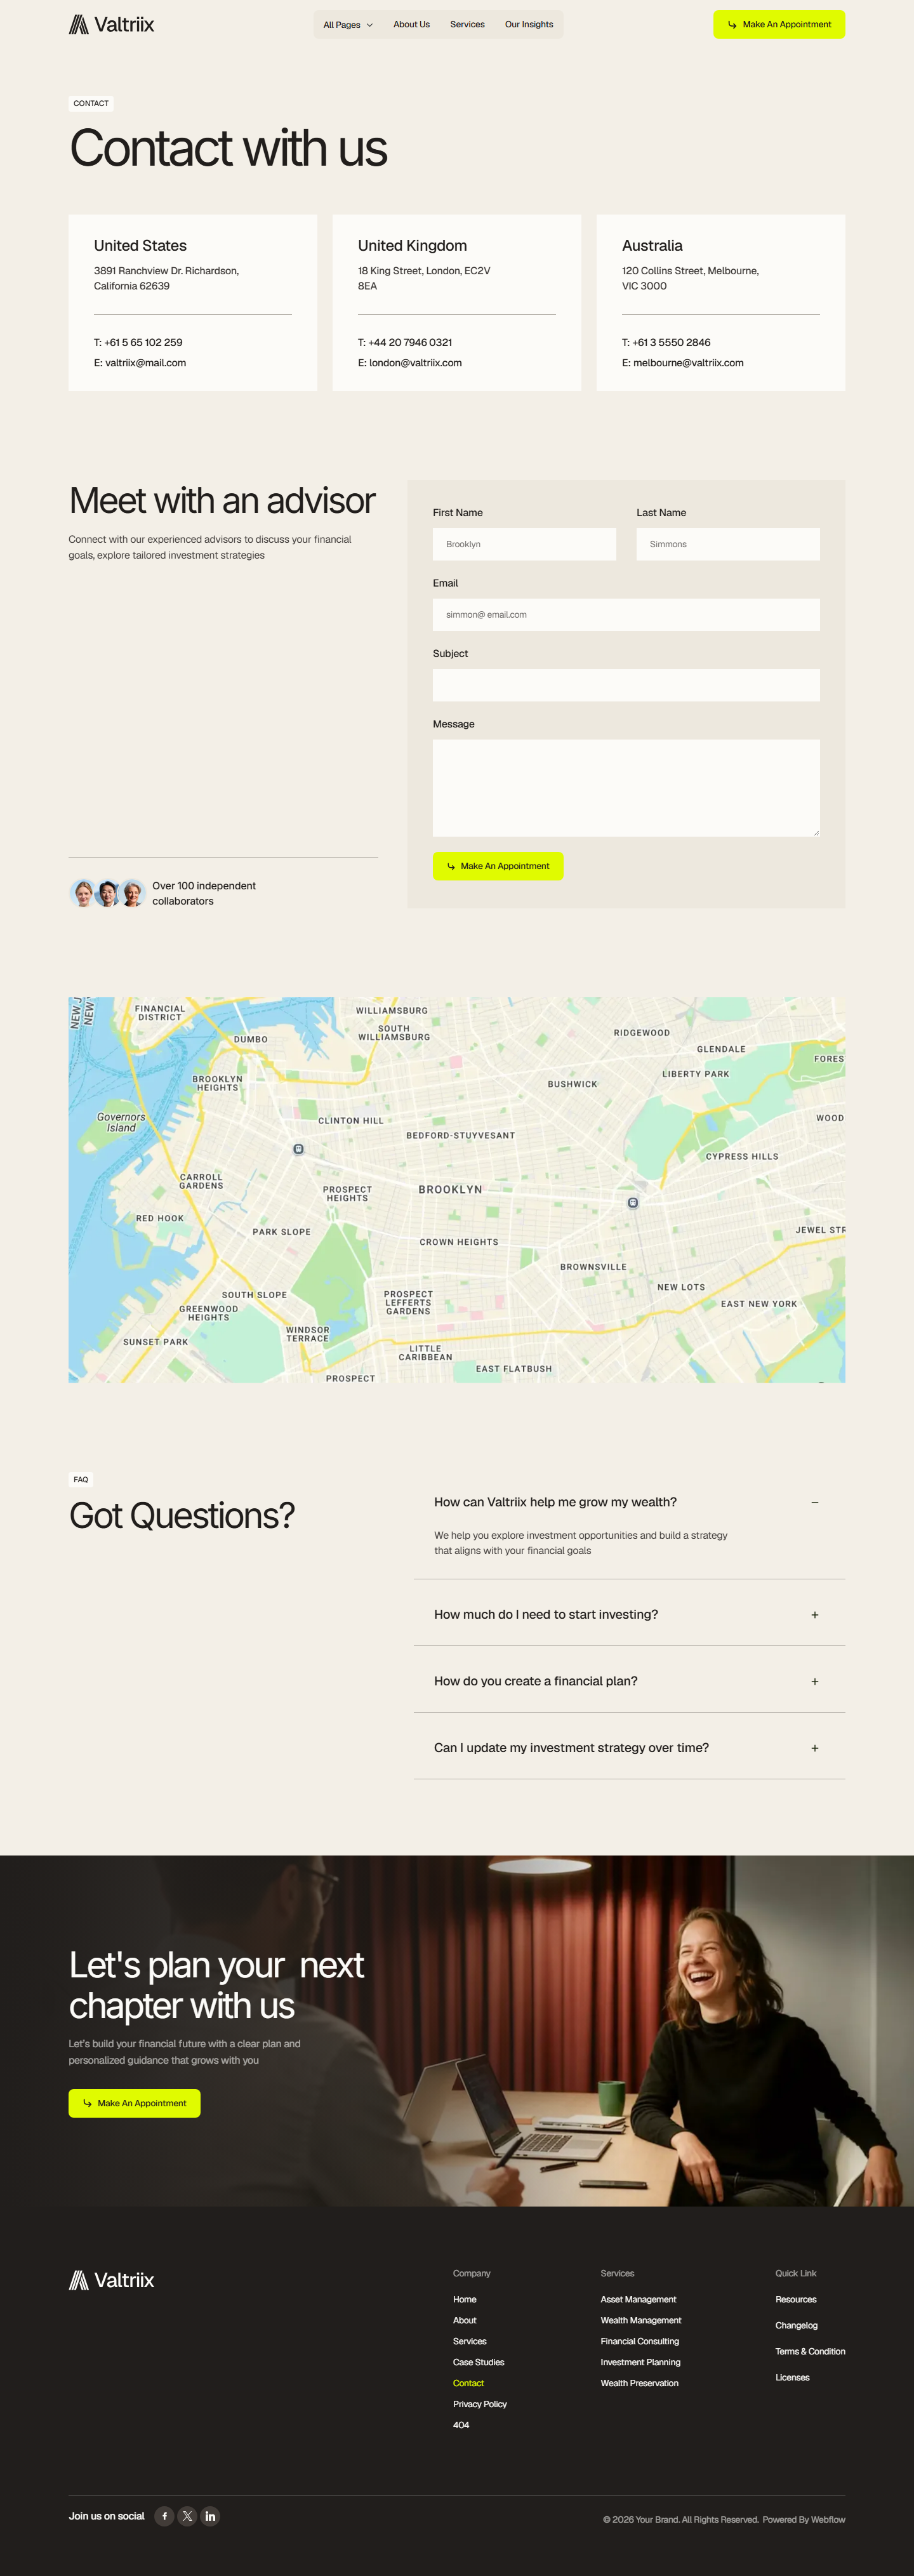 Valtriix
All Pages
About Us
Services
Our Insights
Make An Appointment
CONTACT
Contact with us
United States
3891 Ranchview Dr. Richardson,
California 62639
T: +61 5 65 102 259
E: valtriix@mail.com
United Kingdom
18 King Street, London, EC2V
8EA
T: +44 20 7946 0321
E: london@valtriix.com
Australia
120 Collins Street, Melbourne,
VIC 3000
T: +61 3 5550 2846
E: melbourne@valtriix.com
Meet with an advisor
Connect with our experienced advisors to discuss your financial
goals, explore tailored investment strategies
Over 100 independent
collaborators
First Name
Last Name
Brooklyn
Simmons
Email
simmon@ email.com
Subject
Message
Make An Appointment
NEW J
NEW Y
FINANCIAL
DISTRICT
WILLIAMSBURG
SOUTH
WILLIAMSBURG
DUMBO
RIDGEWOOD
GLENDALE
FORES
LIBERTY PARK
BROOKLYN
HEIGHTS
BUSHWICK
Governors
Island
CLINTON HILL
WOOD
BEDFORD-STUYVESANT
CYPRESS HILLS
CARROLL
GARDENS
PROSPECT
HEIGHTS
BROOKLYN
RED HOOK
PARK SLOPE
JEWEL STR
CROWN HEIGHTS
BROWNSVILLE
NEW LOTS
SOUTH SLOPE
PROSPECT
LEFFERTS
GARDENS
EAST NEW YORK
GREENWOOD
HEIGHTS
WINDSOR
TERRACE
SUNSET PARK
LITTLE
CARIBBEAN
EAST FLATBUSH
PROSPECT
FAQ
Got Questions?
How can Valtriix help me grow my wealth?
We help you explore investment opportunities and build a strategy
that aligns with your financial goals
How much do I need to start investing?
How do you create a financial plan?
Can I update my investment strategy over time?
Let's plan your  next
chapter with us
Let's build your financial future with a clear plan and
personalized guidance that grows with you
Make An Appointment
Valtriix
Company
Home
About
Services
Case Studies
Contact
Privacy Policy
404
Services
Asset Management
Wealth Management
Financial Consulting
Investment Planning
Wealth Preservation
Quick Link
Resources
Changelog
Terms & Condition
Licenses
Join us on social
© 2026 Your Brand. All Rights Reserved.  Powered By Webflow